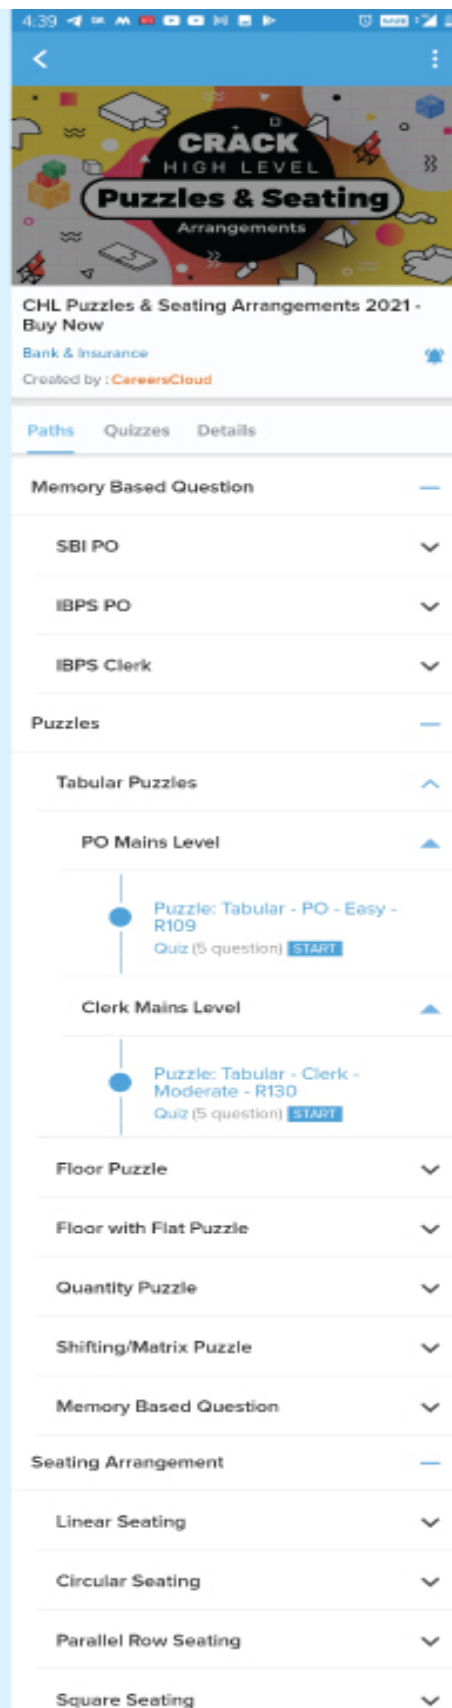 4:39
CRACK
HIGH LEVEL
Puzzles & Seating
Arrangements
CHL Puzzles & Seating Arrangements 2021 -
Buy Now
Bank & Insurance
Created by : CareersCloud
Paths Quizzes Details
Memory Based Question
SBI PO
IBPS PO
IBPS Clerk
Puzzles
Tabular Puzzles
PO Mains Level
Puzzle: Tabular - PO - Easy -
R109
Quiz (5 question) START
Clerk Mains Level
Puzzle: Tabular - Clerk -
Moderate - R130
Quiz (5 question) START
Floor Puzzle
Floor with Flat Puzzle
Quantity Puzzle
Shifting/Matrix Puzzle
Memory Based Question
Seating Arrangement
Linear Seating
Circular Seating
Parallel Row Seating
Square Seating